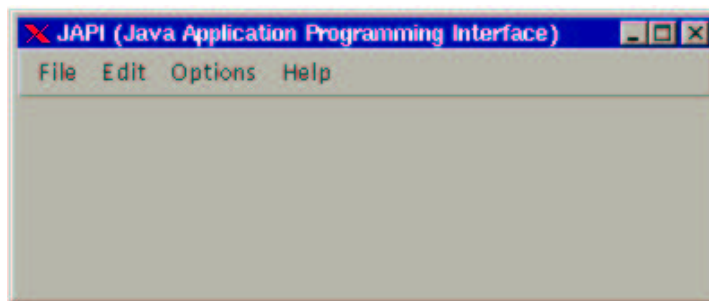 JAPI (Java Application Programming Interface)
File Edit Options Help